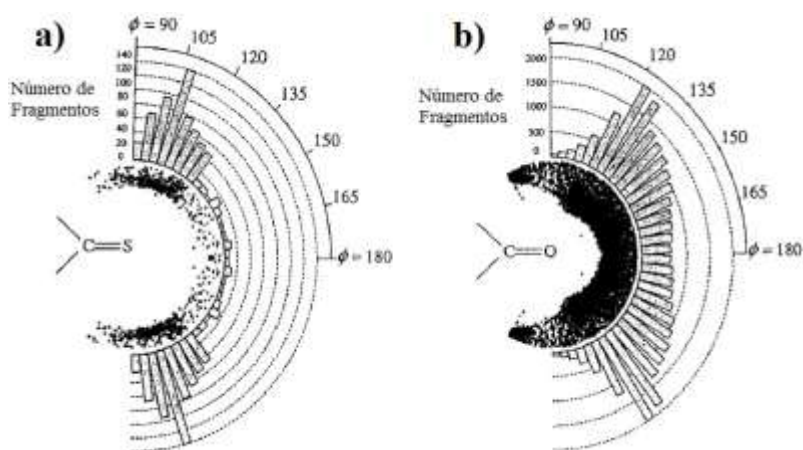 a)
ϕ = 90
105
120
135
150
165
ϕ = 180
Número de
Fragmentos
140
120
100
80
60
40
20
0
C=S
b)
ϕ = 90
105
120
135
150
165
ϕ = 180
Número de
Fragmentos
2000
1500
1000
500
0
C=O